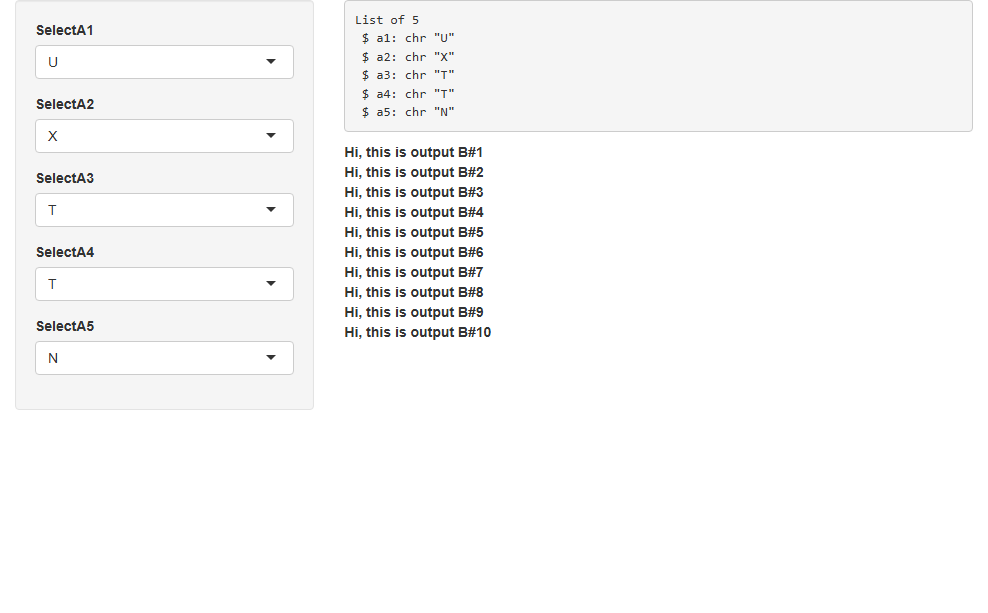 SelectA1
U
SelectA2
X
SelectA3
T
SelectA4
T
SelectA5
N
List of 5
$ a1: chr "U"
$ a2: chr "X"
$ a3: chr "T"
$ a4: chr "T"
$ a5: chr "N"
Hi, this is output B#1
Hi, this is output B#2
Hi, this is output B#3
Hi, this is output B#4
Hi, this is output B#5
Hi, this is output B#6
Hi, this is output B#7
Hi, this is output B#8
Hi, this is output B#9
Hi, this is output B#10